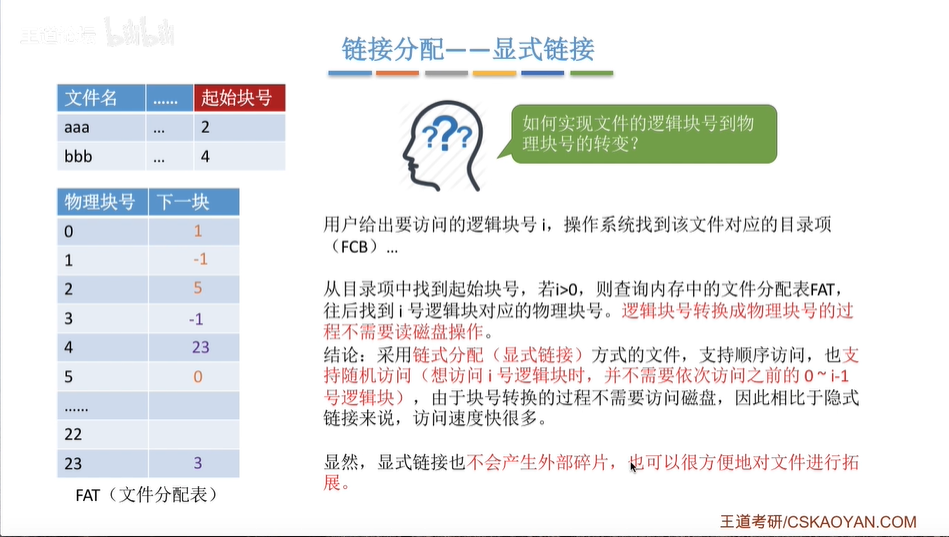 王道论坛 bilibili
链接分配——显式链接
文件名 …… 起始块号
aaa … 2
bbb … 4
???
如何实现文件的逻辑块号到物
理块号的转变？
物理块号 下一块
0 1
1 -1
2 5
3 -1
4 23
5 0
……
22
23 3
FAT（文件分配表）
用户给出要访问的逻辑块号 i，操作系统找到该文件对应的目录项
（FCB）…
从目录项中找到起始块号，若i>0，则查询内存中的文件分配表FAT，
往后找到 i 号逻辑块对应的物理块号。逻辑块号转换成物理块号的过
程不需要读磁盘操作。
结论：采用链式分配（显式链接）方式的文件，支持顺序访问，也支
持随机访问（想访问 i 号逻辑块时，并不需要依次访问之前的 0 ~ i-1
号逻辑块），由于块号转换的过程不需要访问磁盘，因此相比于隐式
链接来说，访问速度快很多。
显然，显式链接也不会产生外部碎片，也可以很方便地对文件进行拓
展。
王道考研/CSKAOYAN.COM